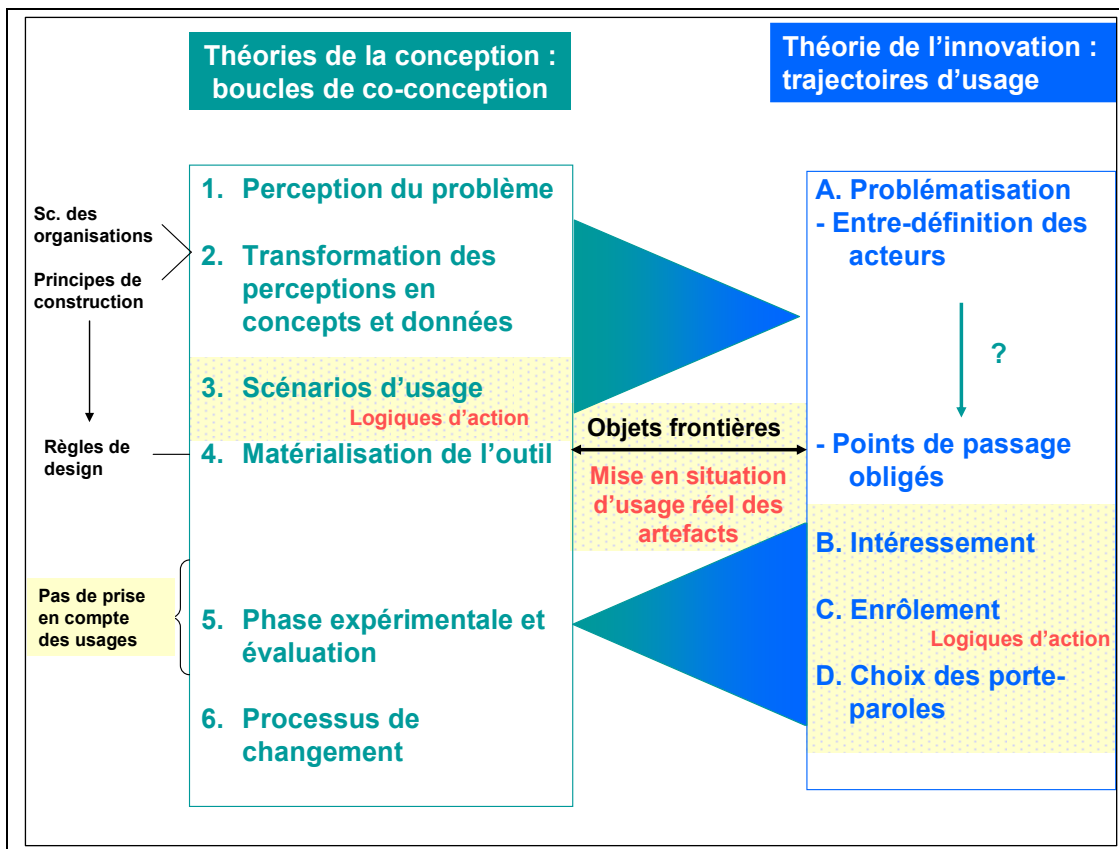 Théories de la conception :
boucles de co-conception
Théorie de l'innovation :
trajectoires d'usage
Sc. des
organisations
Principes de
construction
Règles de
design
Pas de prise
en compte
des usages
1. Perception du problème
2. Transformation des
perceptions en
concepts et données
3. Scénarios d'usage
Logiques d'action
4. Matérialisation de l'outil
5. Phase expérimentale et
évaluation
6. Processus de
changement
Objets frontières
Mise en situation
d'usage réel des
artefacts
A. Problématisation
- Entre-définition des
acteurs
?
- Points de passage
obligés
B. Intéressement
C. Enrôlement
Logiques d'action
D. Choix des porte-
paroles